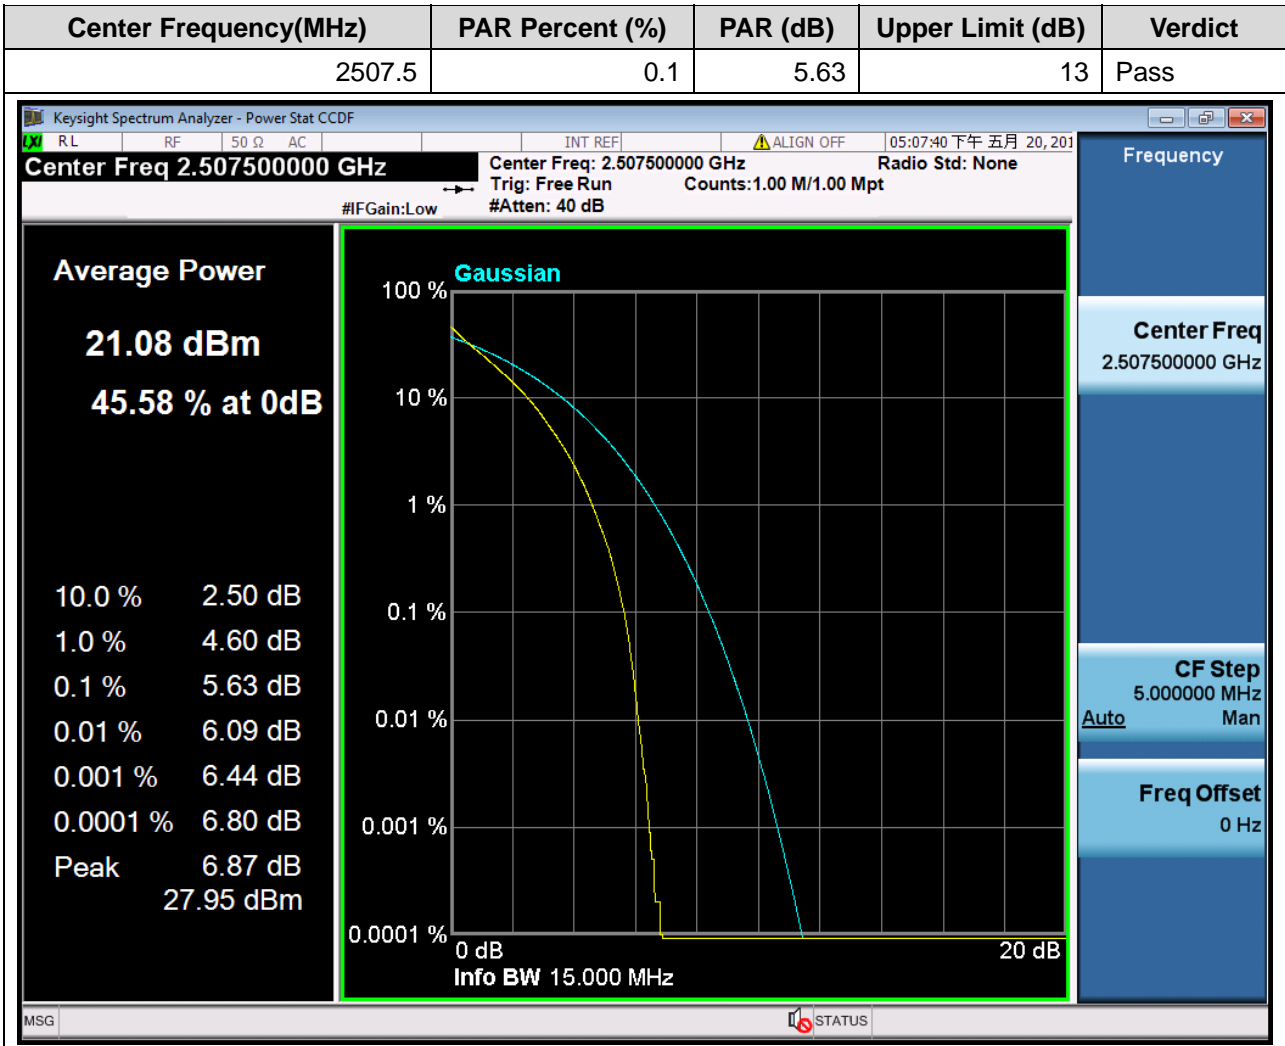 Center Frequency(MHz) PAR Percent (%) PAR (dB) Upper Limit (dB) Verdict
2507.5 0.1 5.63 13 Pass
Keysight Spectrum Analyzer - Power Stat CCDF
LXI RL RF 50 Ω AC INT REF ALIGN OFF 05:07:40 下午 五月 20, 201
Center Freq 2.507500000 GHz
Center Freq: 2.507500000 GHz Radio Std: None
Trig: Free Run Counts:1.00 M/1.00 Mpt
#IFGain:Low #Atten: 40 dB
Average Power
21.08 dBm
45.58 % at 0dB
10.0 % 2.50 dB
1.0 % 4.60 dB
0.1 % 5.63 dB
0.01 % 6.09 dB
0.001 % 6.44 dB
0.0001 % 6.80 dB
Peak 6.87 dB
27.95 dBm
Gaussian
100 %
10 %
1 %
0.1 %
0.01 %
0.001 %
0.0001 %
0 dB 20 dB
Info BW 15.000 MHz
Frequency
Center Freq
2.507500000 GHz
CF Step
5.000000 MHz
Auto Man
Freq Offset
0 Hz
MSG STATUS